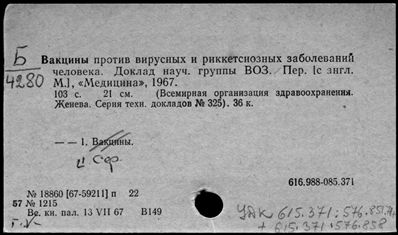 Б
4280
Вакцины против вирусных и риккетсиозных заболеваний
человека. Доклад науч. группы ВОЗ. Пер. [с знгл.
М.], «Медицина», 1967.
103 с. 21 см. (Всемирная организация здравоохранения.
Женева. Серия техн. докладов № 325). 36 к.
— — 1. Вакцины.
616.988-085.371
№ 18860 [67-59211] п 22
57 № 1215
Вс. кн. пал. 13 VII 67 В149
УДК 615.371:576.851.
+ 615.371:576.858